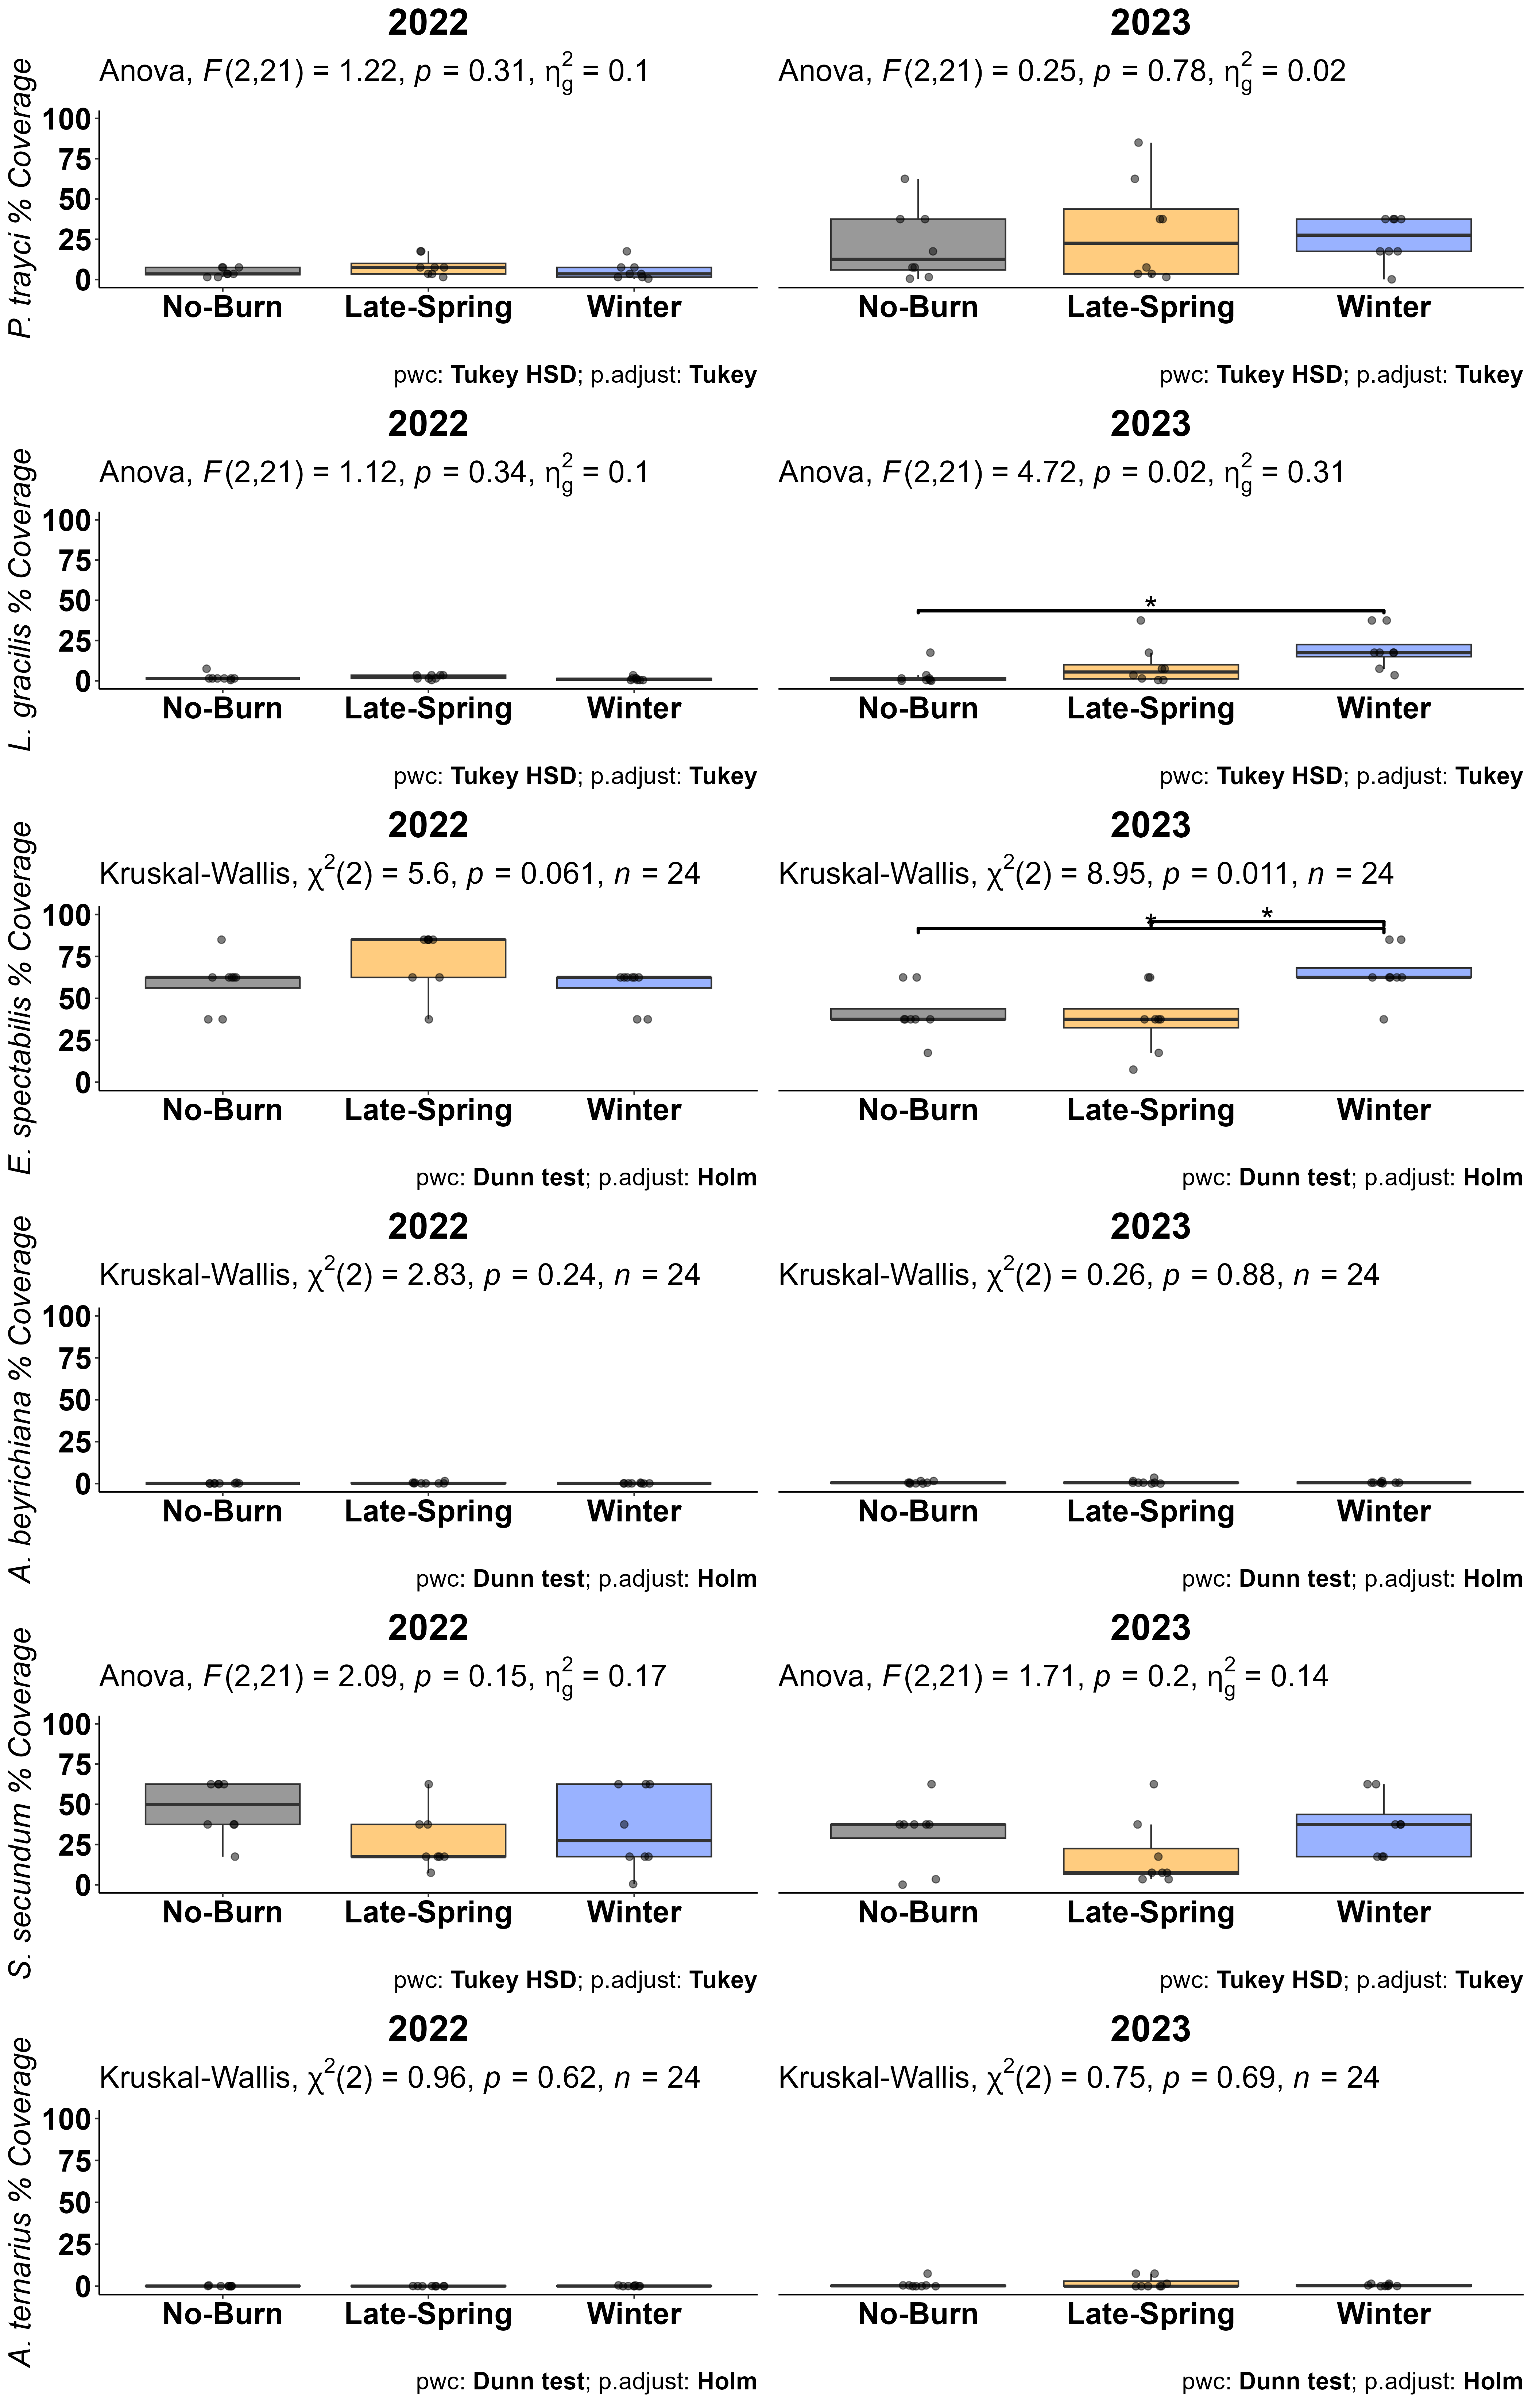 2022
2023
Anova, F(2,21) = 1.22, p = 0.31, η²g = 0.1
Anova, F(2,21) = 0.25, p = 0.78, η²g = 0.02
P. trayci % Coverage
100
75
50
25
0
No-Burn Late-Spring Winter
No-Burn Late-Spring Winter
pwc: Tukey HSD; p.adjust: Tukey
pwc: Tukey HSD; p.adjust: Tukey
2022
2023
Anova, F(2,21) = 1.12, p = 0.34, η²g = 0.1
Anova, F(2,21) = 4.72, p = 0.02, η²g = 0.31
L. gracilis % Coverage
100
75
50
25
0
*
No-Burn Late-Spring Winter
No-Burn Late-Spring Winter
pwc: Tukey HSD; p.adjust: Tukey
pwc: Tukey HSD; p.adjust: Tukey
2022
2023
Kruskal-Wallis, χ²(2) = 5.6, p = 0.061, n = 24
Kruskal-Wallis, χ²(2) = 8.95, p = 0.011, n = 24
E. spectabilis % Coverage
100
75
50
25
0
* *
No-Burn Late-Spring Winter
No-Burn Late-Spring Winter
pwc: Dunn test; p.adjust: Holm
pwc: Dunn test; p.adjust: Holm
2022
2023
Kruskal-Wallis, χ²(2) = 2.83, p = 0.24, n = 24
Kruskal-Wallis, χ²(2) = 0.26, p = 0.88, n = 24
A. beyrichiana % Coverage
100
75
50
25
0
No-Burn Late-Spring Winter
No-Burn Late-Spring Winter
pwc: Dunn test; p.adjust: Holm
pwc: Dunn test; p.adjust: Holm
2022
2023
Anova, F(2,21) = 2.09, p = 0.15, η²g = 0.17
Anova, F(2,21) = 1.71, p = 0.2, η²g = 0.14
S. secundum % Coverage
100
75
50
25
0
No-Burn Late-Spring Winter
No-Burn Late-Spring Winter
pwc: Tukey HSD; p.adjust: Tukey
pwc: Tukey HSD; p.adjust: Tukey
2022
2023
Kruskal-Wallis, χ²(2) = 0.96, p = 0.62, n = 24
Kruskal-Wallis, χ²(2) = 0.75, p = 0.69, n = 24
A. ternarius % Coverage
100
75
50
25
0
No-Burn Late-Spring Winter
No-Burn Late-Spring Winter
pwc: Dunn test; p.adjust: Holm
pwc: Dunn test; p.adjust: Holm